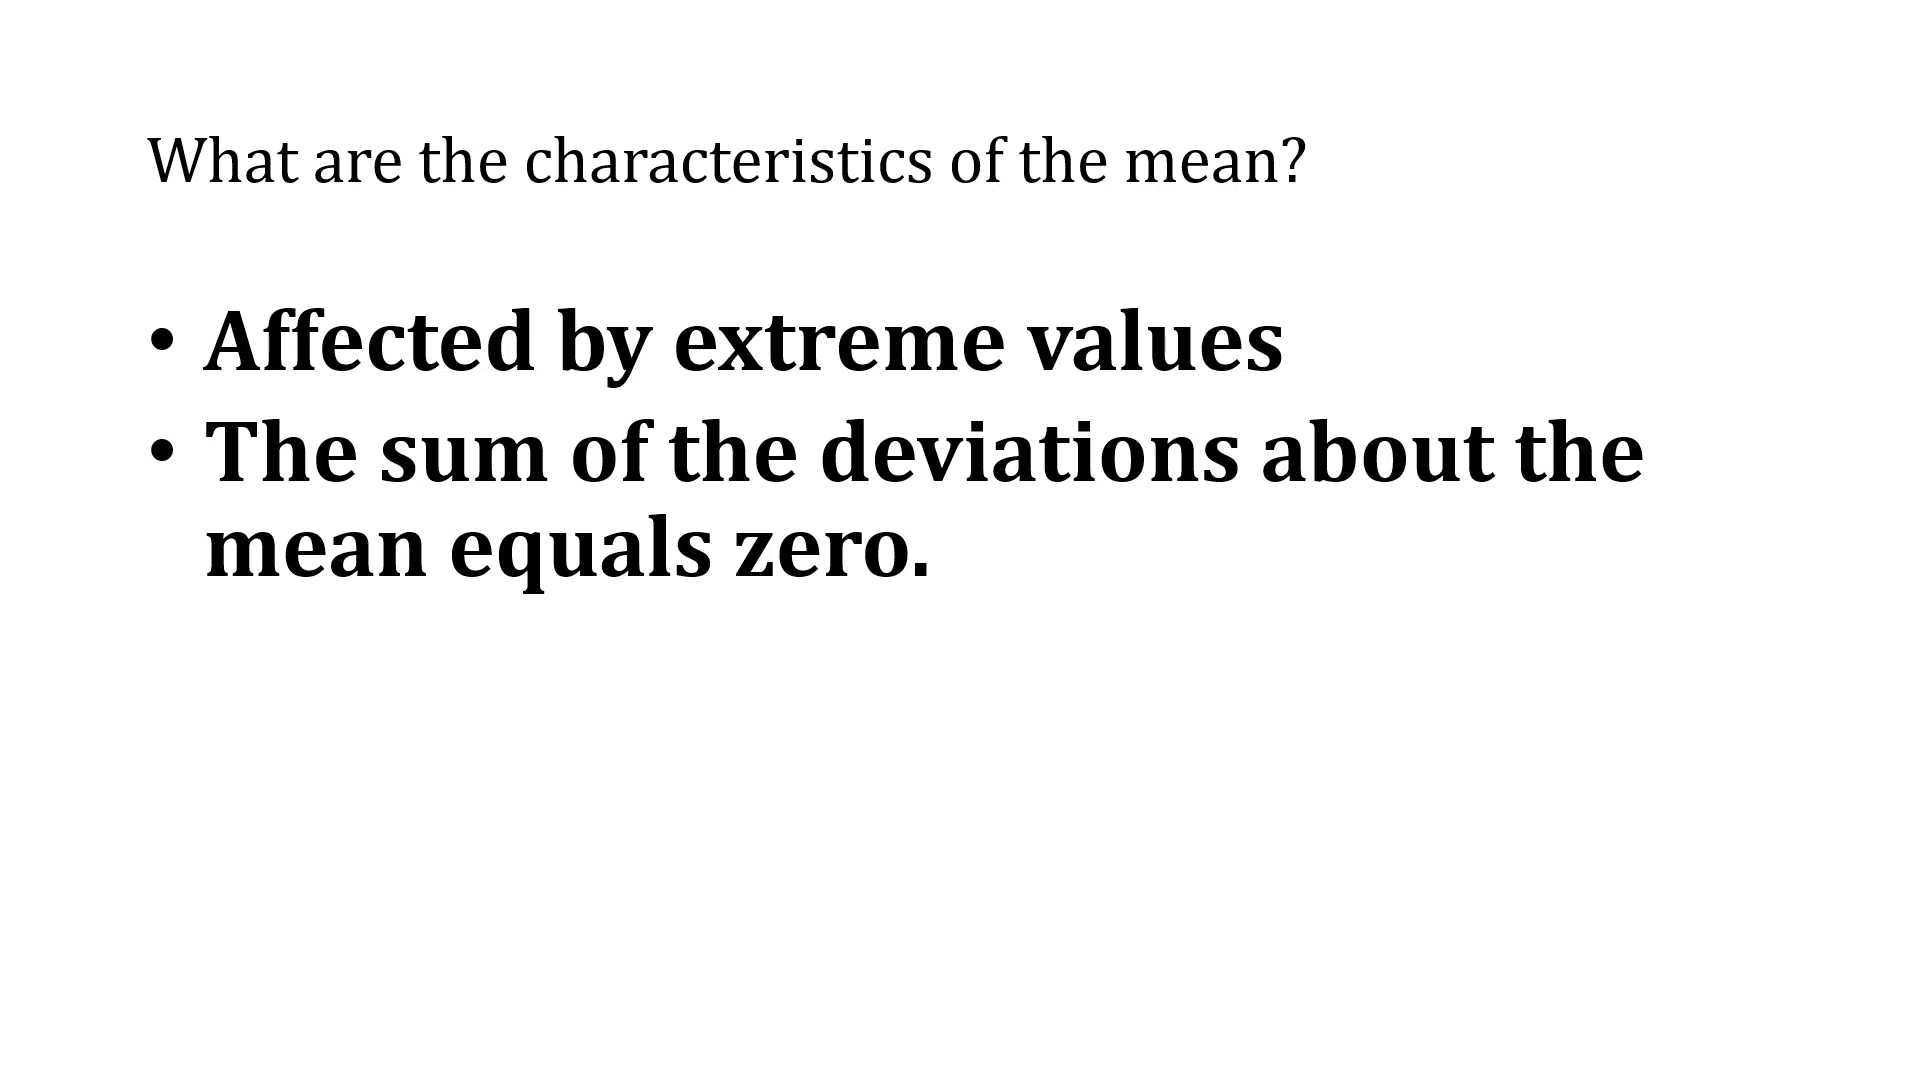 What are the characteristics of the mean?
• Affected by extreme values
• The sum of the deviations about the
mean equals zero.